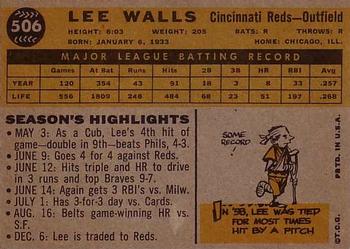 506
LEE WALLS Cincinnati Reds—Outfield
HEIGHT: 6:03 WEIGHT: 205 BATS: R THROWS: R
BORN: JANUARY 6, 1933 HOME: CHICAGO, ILL.
MAJOR LEAGUE BATTING RECORD
Games At Bat Runs Hits 2B 3B HR RBI Avg.
YEAR 120 354 43 91 18 3 8 33 .257
LIFE 556 1809 248 484 68 23 51 197 .268
SEASON'S HIGHLIGHTS
• MAY 3: As a Cub, Lee's 4th hit of
game—double in 9th—beats Phils, 4-3.
• JUNE 9: Goes 4 for 4 against Reds.
• JUNE 12: Hits triple and HR to drive
in 3 runs and top Braves 9-7.
• JUNE 14: Again gets 3 RBI's vs. Milw.
• JULY 1: Has 3-for-3 day vs. Cards.
• AUG. 16: Belts game-winning HR vs.
S.F.
• DEC. 6: Lee is traded to Reds.
SOME
RECORD!
IN '58, LEE WAS TIED
FOR MOST TIMES
HIT BY A PITCH
©T.C.G. PRTD. IN U.S.A.